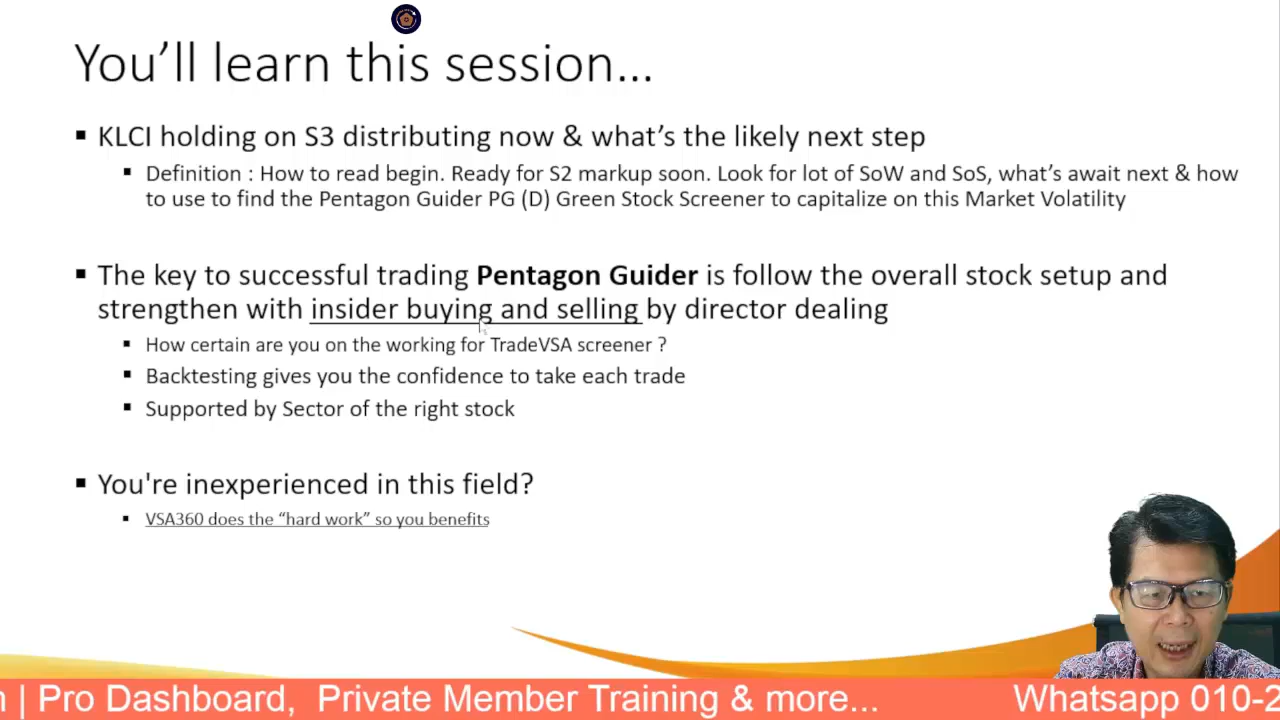 You’ll learn this session...
▪ KLCI holding on S3 distributing now & what’s the likely next step
▪ Definition : How to read begin. Ready for S2 markup soon. Look for lot of SoW and SoS, what’s await next & how
to use to find the Pentagon Guider PG (D) Green Stock Screener to capitalize on this Market Volatility
▪ The key to successful trading Pentagon Guider is follow the overall stock setup and
strengthen with insider buying and selling by director dealing
▪ How certain are you on the working for TradeVSA screener ?
▪ Backtesting gives you the confidence to take each trade
▪ Supported by Sector of the right stock
▪ You're inexperienced in this field?
▪ VSA360 does the “hard work” so you benefits
| Pro Dashboard, Private Member Training & more... Whatsapp 010-2